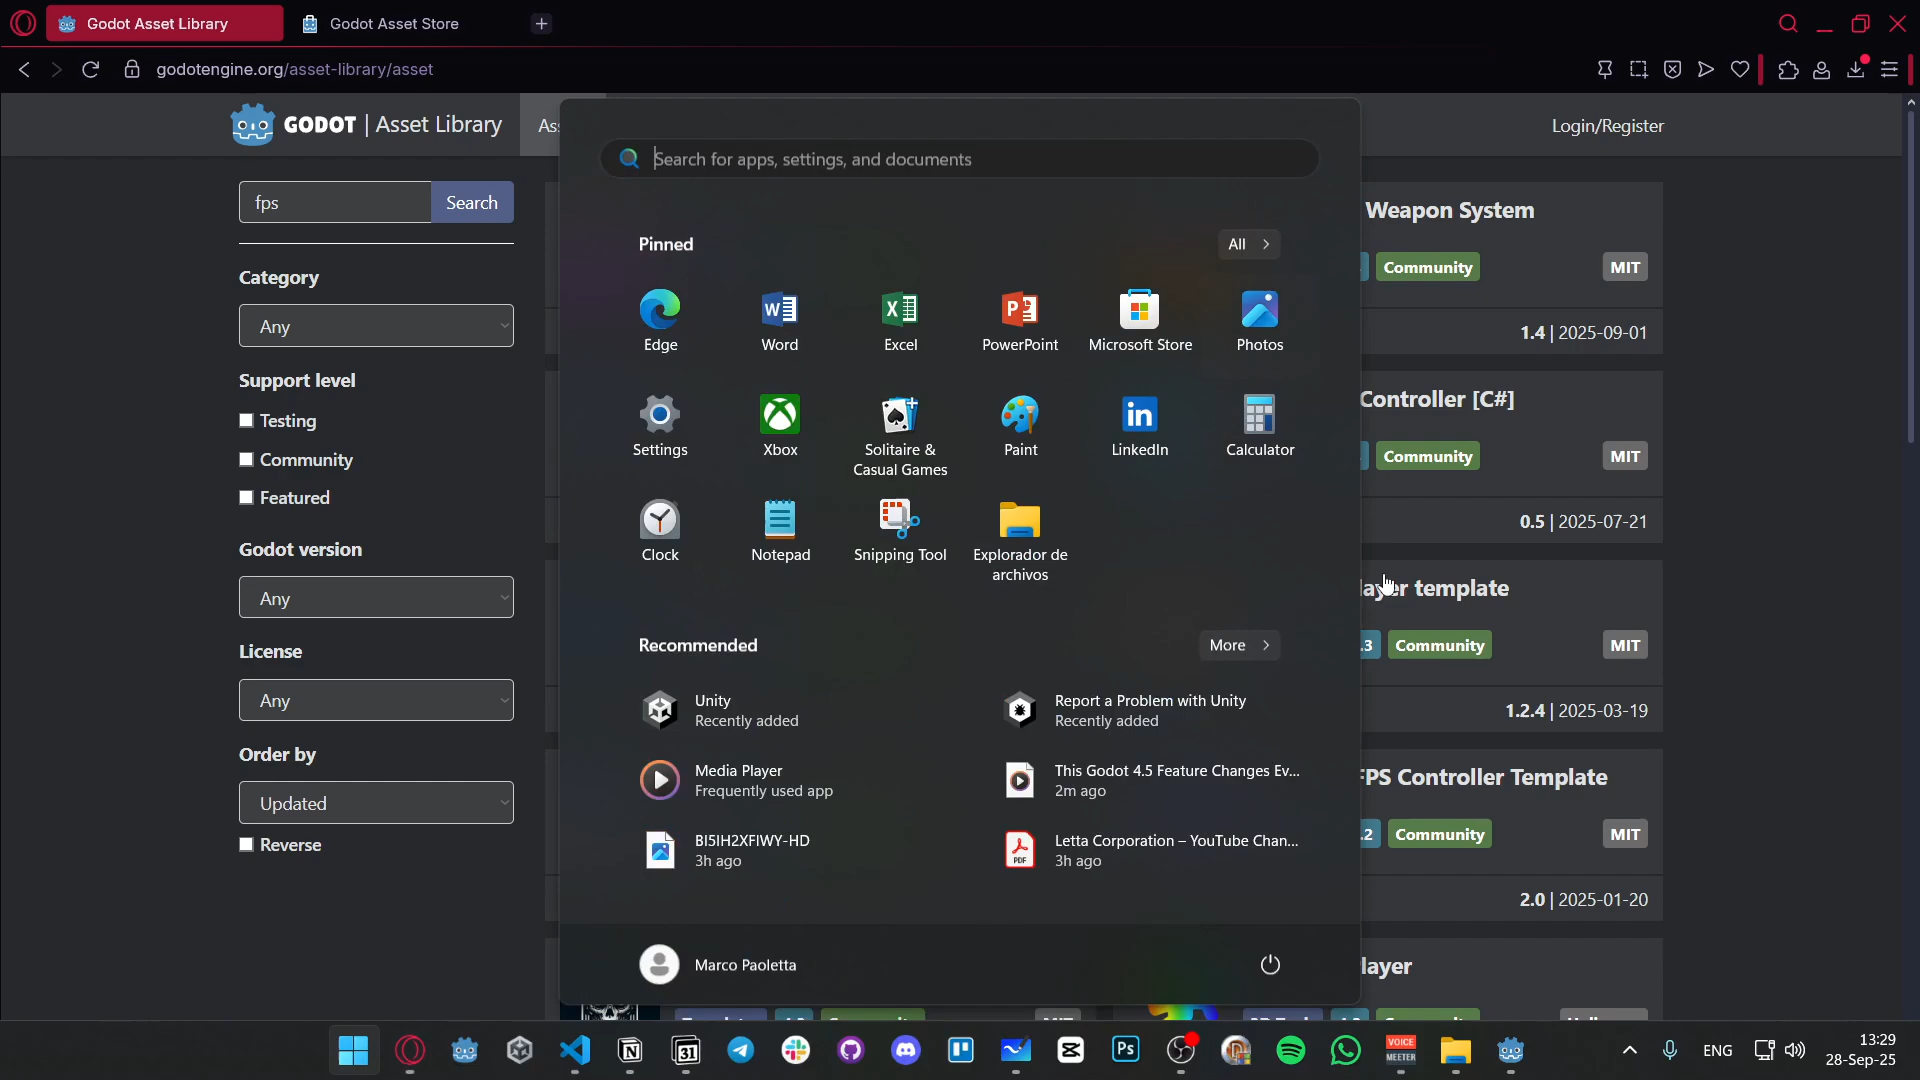 Godot Asset Library
Godot Asset Store
godotengine.org/asset-library/asset
GODOT | Asset Library
Login/Register
Search for apps, settings, and documents
fps
Search
Category
Any
Support level
Testing
Community
Featured
Godot version
Any
License
Any
Order by
Updated
Reverse
Pinned
All
Edge
Word
Excel
PowerPoint
Microsoft Store
Photos
Settings
Xbox
Solitaire &
Casual Games
Paint
LinkedIn
Calculator
Clock
Notepad
Snipping Tool
Explorador de
archivos
Recommended
More
Unity
Recently added
Report a Problem with Unity
Recently added
Media Player
Frequently used app
This Godot 4.5 Feature Changes Ev...
2m ago
BI5IH2XFIWY-HD
3h ago
Letta Corporation – YouTube Chan...
3h ago
PDF
Marco Paoletta
Weapon System
Community
MIT
1.4 | 2025-09-01
Controller [C#]
Community
MIT
0.5 | 2025-07-21
template
.3
Community
MIT
1.2.4 | 2025-03-19
FPS Controller Template
.2
Community
MIT
2.0 | 2025-01-20
layer
31
Ps
VOICE
MEETER
ENG
13:29
28-Sep-25